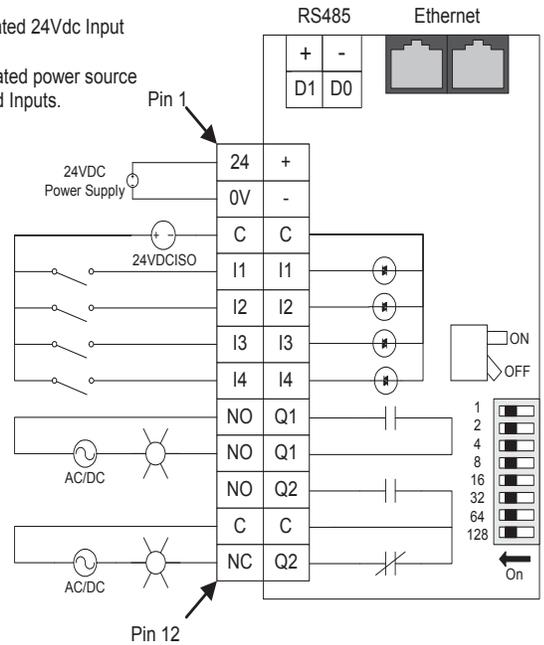 24Vdc Input
power source
Inputs.
RS485
Ethernet
+ -
D1 D0
Pin 1
24VDC
Power Supply
24 +
0V -
+ -
24VDCISO
C C
I1 I1
I2 I2
I3 I3
I4 I4
NO Q1
NO Q1
NO Q2
C C
NC Q2
AC/DC
AC/DC
Pin 12
ON
OFF
1
2
4
8
16
32
64
128
On